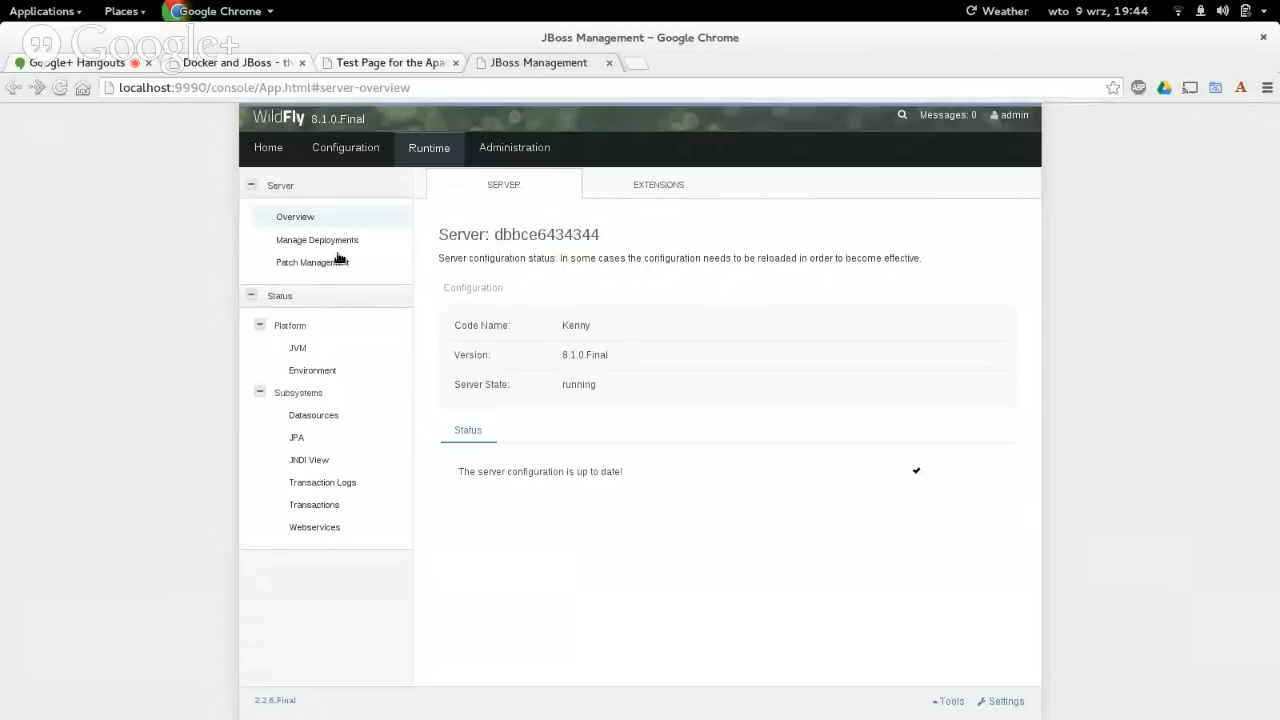 Applications Places Google Chrome Weather wto 9 wrz, 19:44
Google+
JBoss Management – Google Chrome
Google+ Hangouts Docker and JBoss - th Test Page for the Apa JBoss Management
localhost:9990/console/App.html#server-overview
ABP A
WildFly 8.1.0.Final Messages: 0 admin
Home Configuration Runtime Administration
Server
SERVER EXTENSIONS
Overview
Manage Deployments
Patch Management
Status
Platform
JVM
Environment
Subsystems
Datasources
JPA
JNDI View
Transaction Logs
Transactions
Webservices
Server: dbbce6434344
Server configuration status. In some cases the configuration needs to be reloaded in order to become effective.
Configuration
Code Name: Kenny
Version: 8.1.0.Final
Server State: running
Status
The server configuration is up to date!
2.2.6.Final Tools Settings